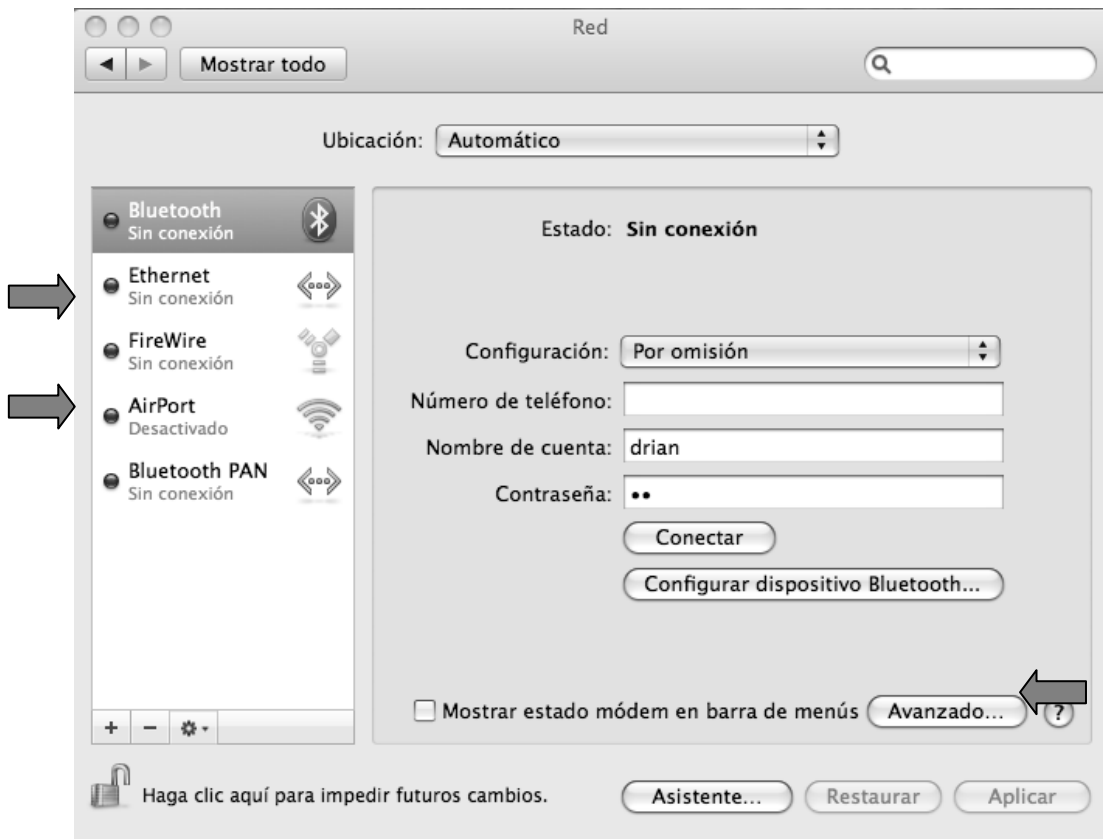 Red
Mostrar todo
Ubicación: Automático
Bluetooth
Sin conexión
Ethernet
Sin conexión
FireWire
Sin conexión
AirPort
Desactivado
Bluetooth PAN
Sin conexión
Estado: Sin conexión
Configuración: Por omisión
Número de teléfono:
Nombre de cuenta: drian
Contraseña: ••
Conectar
Configurar dispositivo Bluetooth...
Mostrar estado módem en barra de menús Avanzado... ?
Haga clic aquí para impedir futuros cambios. Asistente... Restaurar Aplicar